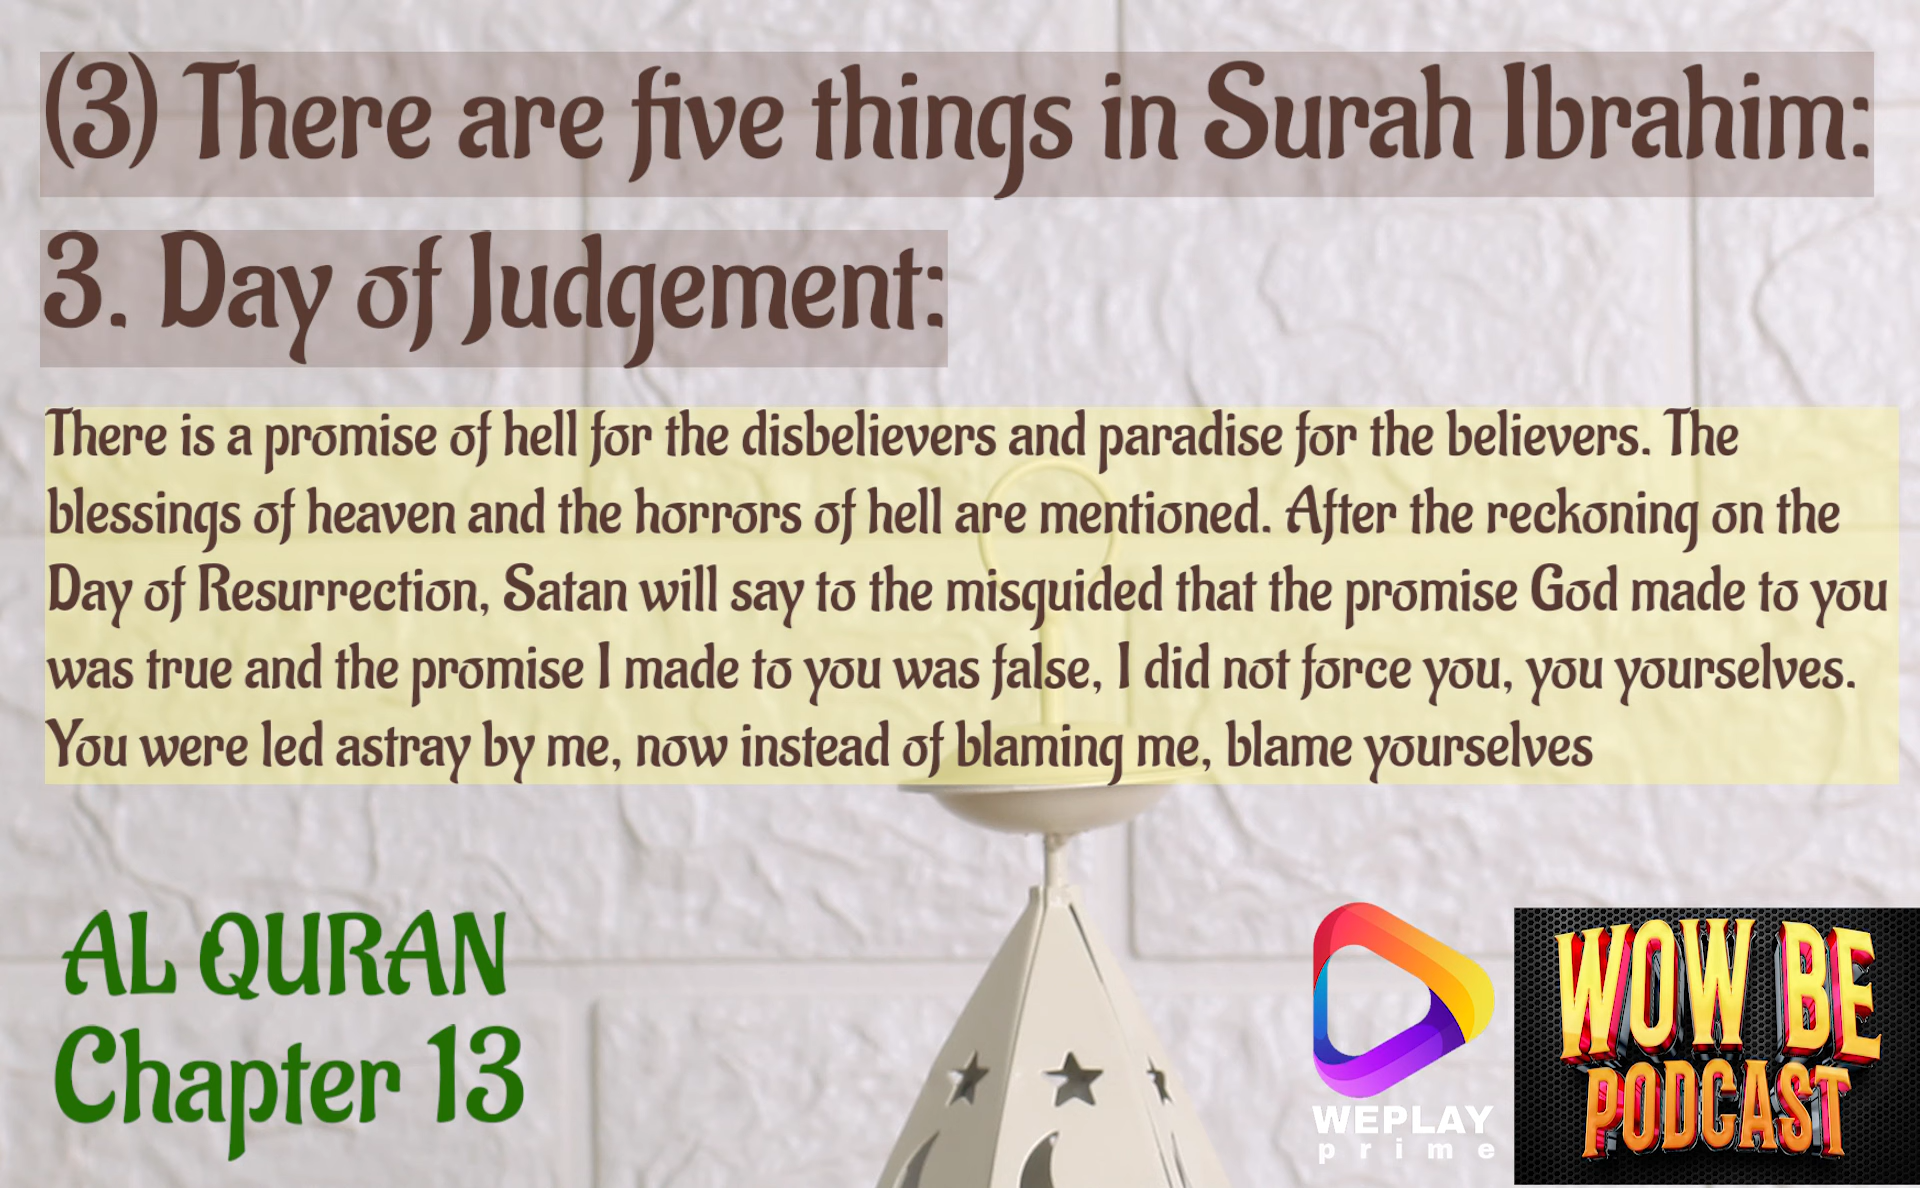 (3) There are five things in Surah Ibrahim:
3. Day of Judgement:
There is a promise of hell for the disbelievers and paradise for the believers. The
blessings of heaven and the horrors of hell are mentioned. After the reckoning on the
Day of Resurrection, Satan will say to the misguided that the promise God made to you
was true and the promise I made to you was false, I did not force you, you yourselves.
You were led astray by me, now instead of blaming me, blame yourselves
AL QURAN
Chapter 13
WEPLAY
prime
WOW BE
PODCAST